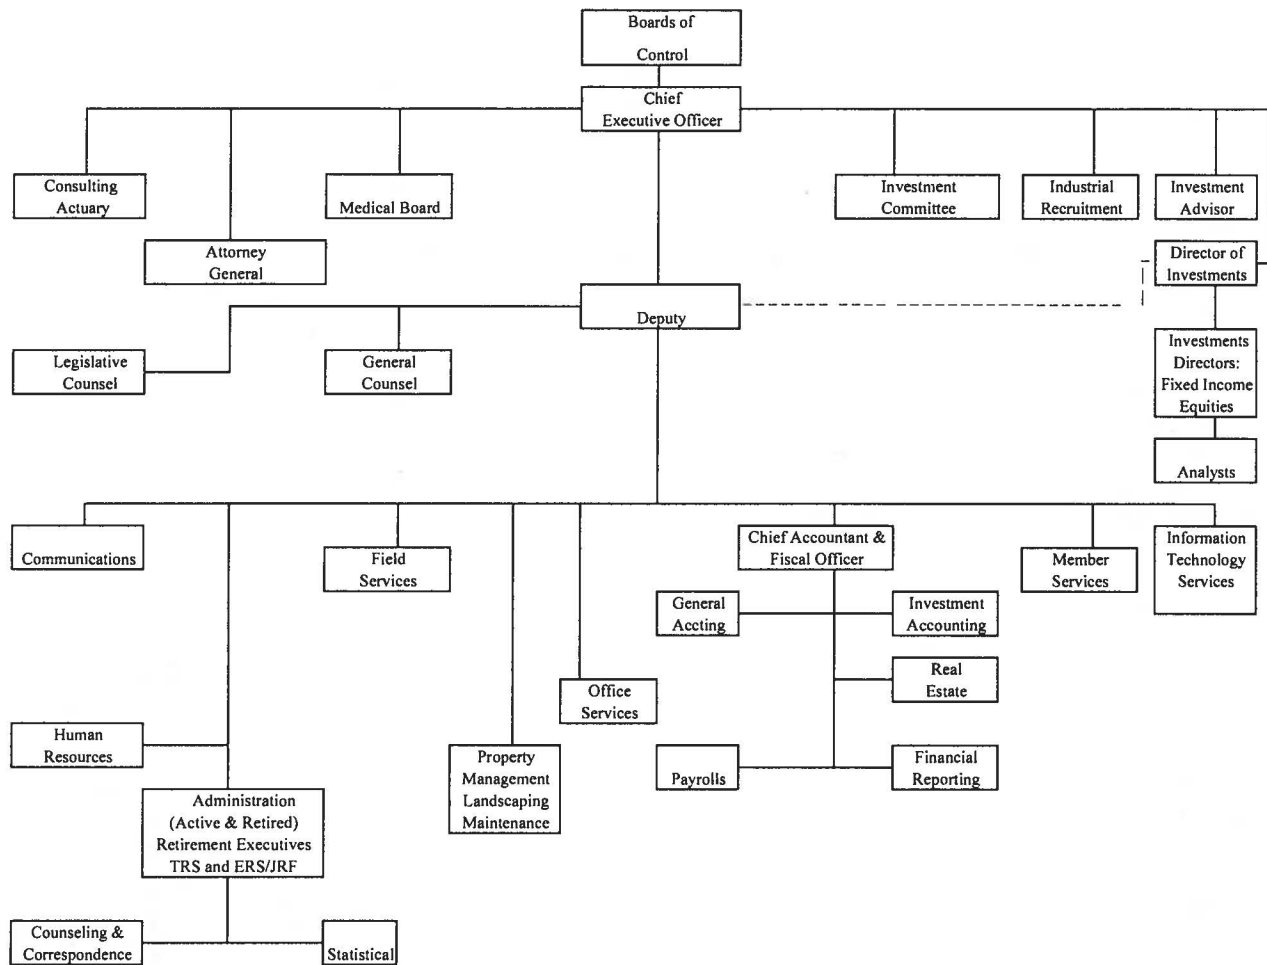 Boards of
Control
Chief
Executive Officer
Consulting
Actuary
Medical Board
Investment
Committee
Industrial
Recruitment
Investment
Advisor
Attorney
General
Director of
Investments
Deputy
Legislative
Counsel
General
Counsel
Investments
Directors:
Fixed Income
Equities
Analysts
Communications
Field
Services
Chief Accountant &
Fiscal Officer
Member
Services
Information
Technology
Services
General
Accting
Investment
Accounting
Real
Estate
Office
Services
Human
Resources
Property
Management
Landscaping
Maintenance
Payrolls
Financial
Reporting
Administration
(Active & Retired)
Retirement Executives
TRS and ERS/JRF
Counseling &
Correspondence
Statistical